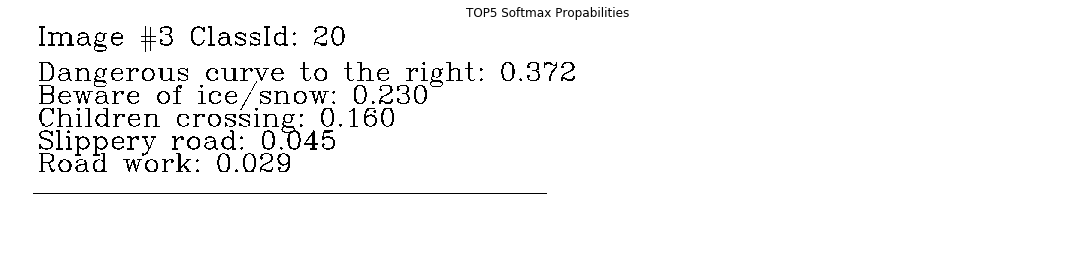 TOP5 Softmax Propabilities
Image #3 ClassId: 20
Dangerous curve to the right: 0.372
Beware of ice/snow: 0.230
Children crossing: 0.160
Slippery road: 0.045
Road work: 0.029